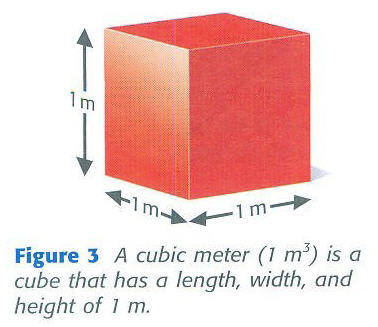 1 m
1 m
1 m
Figure 3 A cubic meter (1 m³) is a
cube that has a length, width, and
height of 1 m.